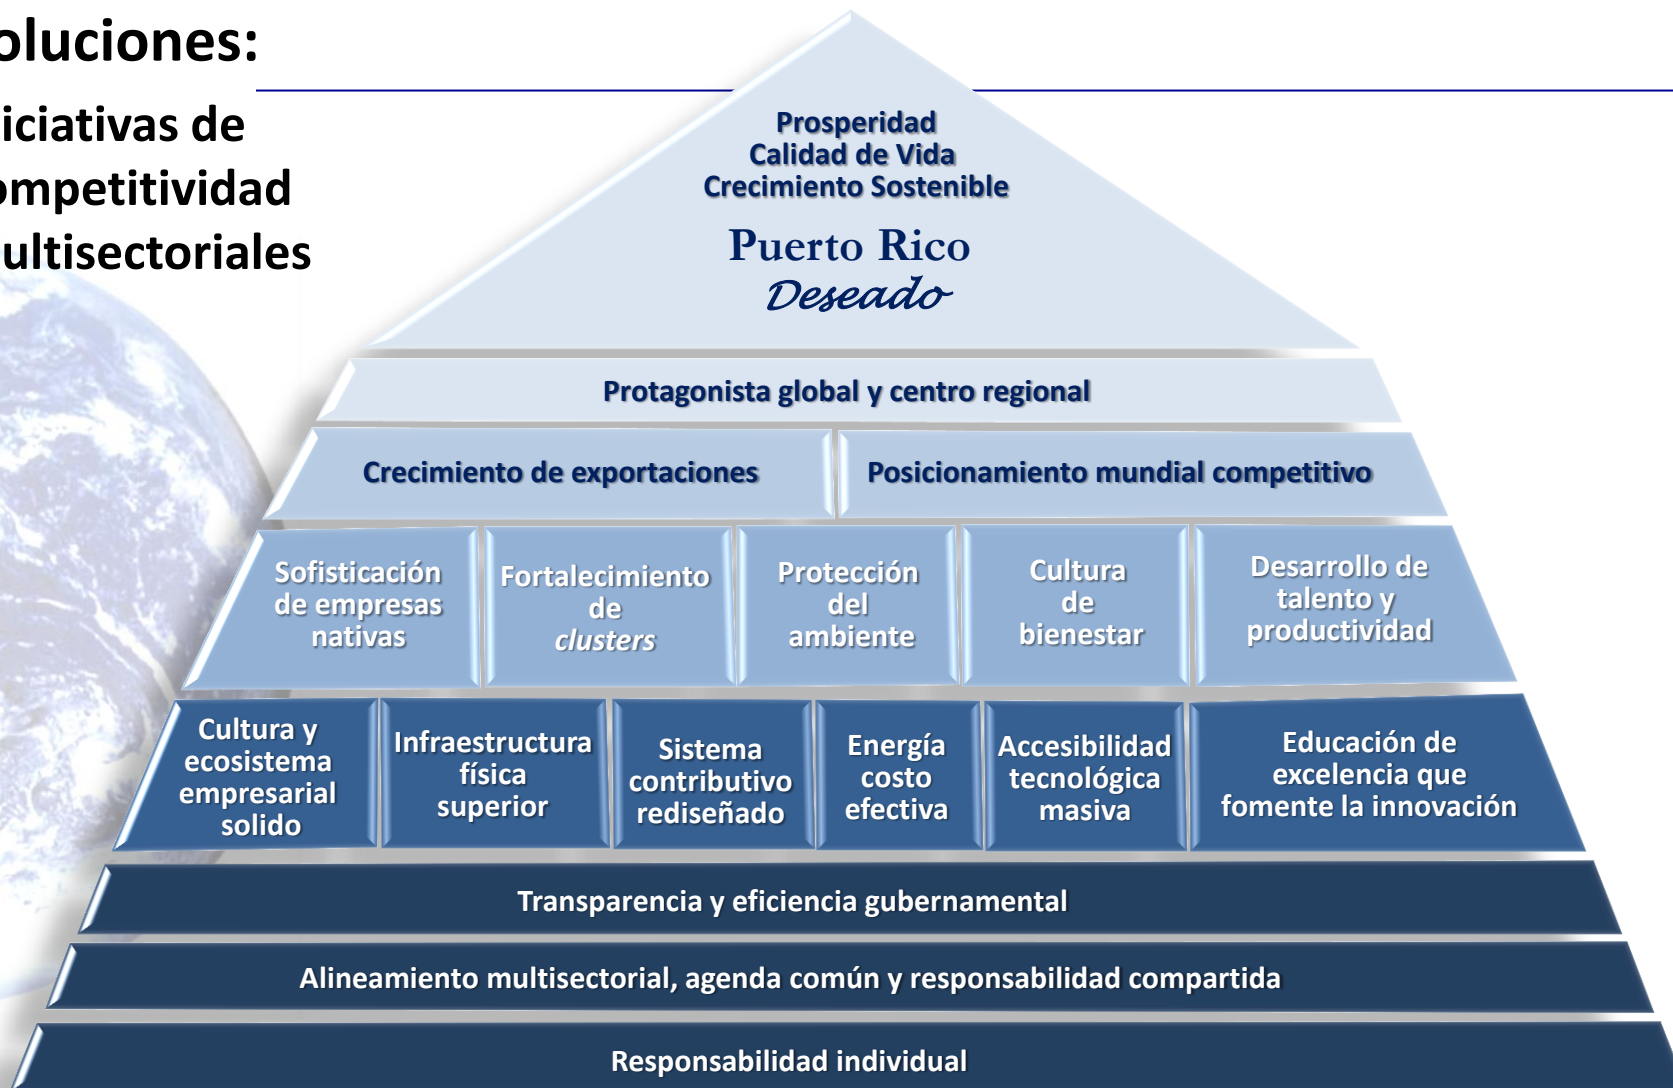 oluciones:
iciativas de
ompetitividad
ultisectoriales
Prosperidad
Calidad de Vida
Crecimiento Sostenible
Puerto Rico
Deseado
Protagonista global y centro regional
Crecimiento de exportaciones
Posicionamiento mundial competitivo
Sofisticación
de empresas
nativas
Fortalecimiento
de
clusters
Protección
del
ambiente
Cultura
de
bienestar
Desarrollo de
talento y
productividad
Cultura y
ecosistema
empresarial
solido
Infraestructura
física
superior
Sistema
contributivo
rediseñado
Energía
costo
efectiva
Accesibilidad
tecnológica
masiva
Educación de
excelencia que
fomente la innovación
Transparencia y eficiencia gubernamental
Alineamiento multisectorial, agenda común y responsabilidad compartida
Responsabilidad individual